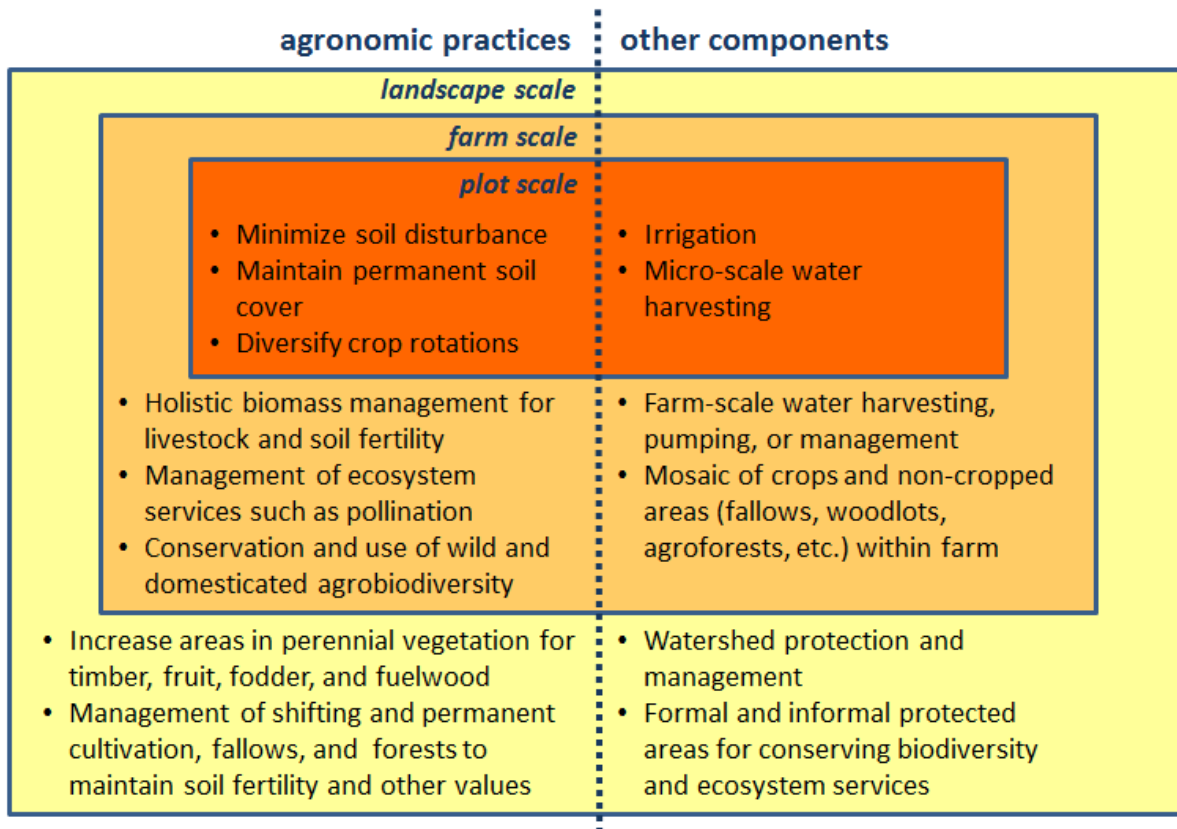 agronomic practices
other components
landscape scale
farm scale
plot scale
• Minimize soil disturbance
• Maintain permanent soil
cover
• Diversify crop rotations
• Irrigation
• Micro-scale water
harvesting
• Holistic biomass management for
livestock and soil fertility
• Management of ecosystem
services such as pollination
• Conservation and use of wild and
domesticated agrobiodiversity
• Farm-scale water harvesting,
pumping, or management
• Mosaic of crops and non-cropped
areas (fallows, woodlots,
agroforests, etc.) within farm
• Increase areas in perennial vegetation for
timber, fruit, fodder, and fuelwood
• Management of shifting and permanent
cultivation, fallows, and forests to
maintain soil fertility and other values
• Watershed protection and
management
• Formal and informal protected
areas for conserving biodiversity
and ecosystem services